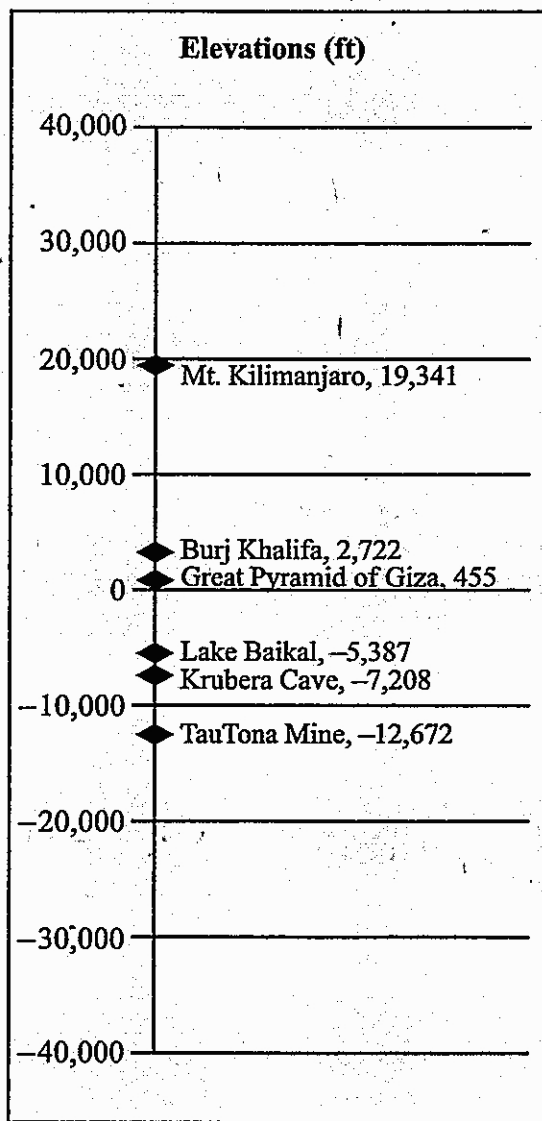 Elevations (ft)
40,000
30,000
20,000
Mt. Kilimanjaro, 19,341
10,000
Burj Khalifa, 2,722
Great Pyramid of Giza, 455
0
Lake Baikal, –5,387
Krubera Cave, –7,208
–10,000
TauTona Mine, –12,672
–20,000
–30,000
–40,000